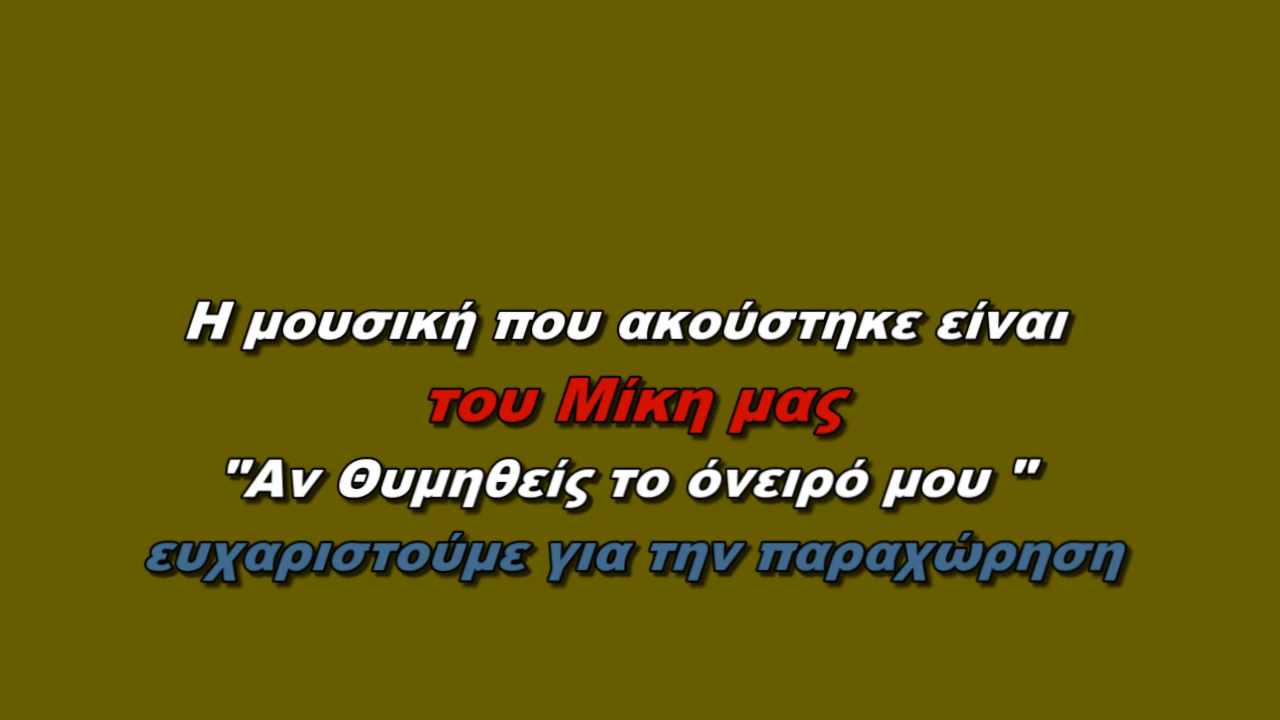 Η μουσική που ακούστηκε είναι
του Μίκη μας
"Αν Θυμηθείς το όνειρό μου "
ευχαριστούμε για την παραχώρηση